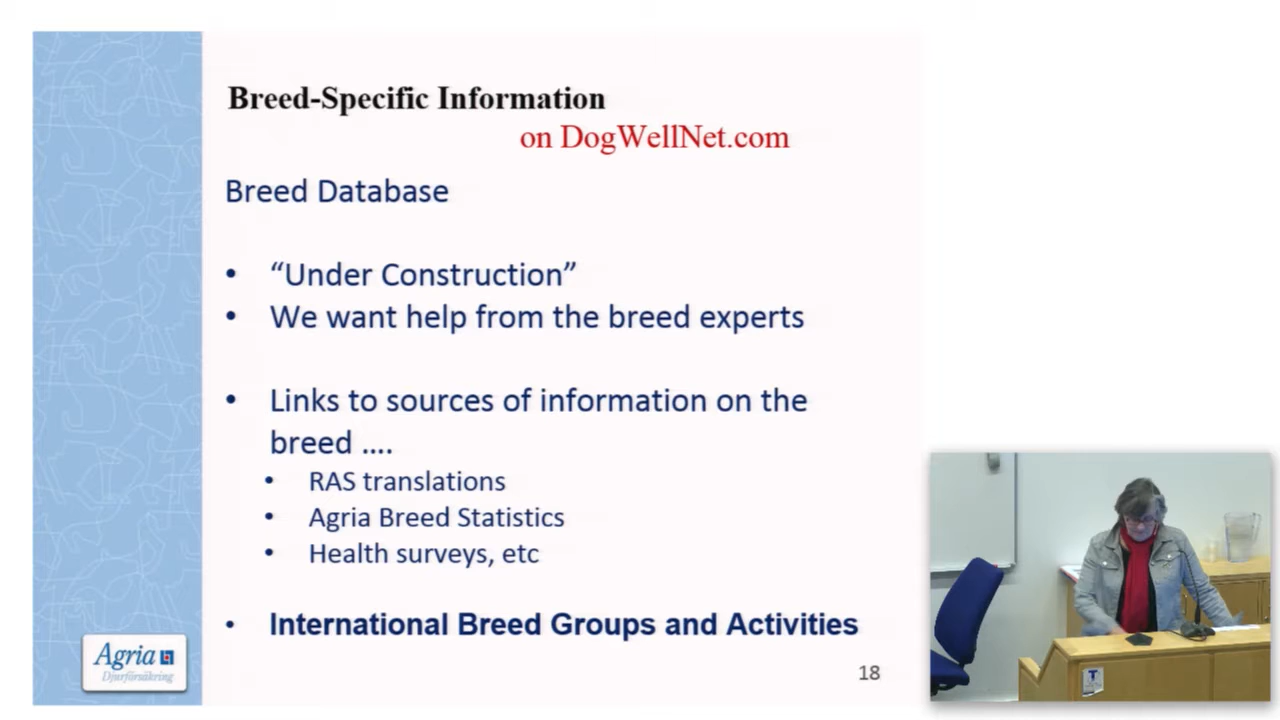 Breed-Specific Information
on DogWellNet.com
Breed Database
• “Under Construction”
• We want help from the breed experts
• Links to sources of information on the
breed ....
• RAS translations
• Agria Breed Statistics
• Health surveys, etc
• International Breed Groups and Activities
Agria
Djurförsäkring
18